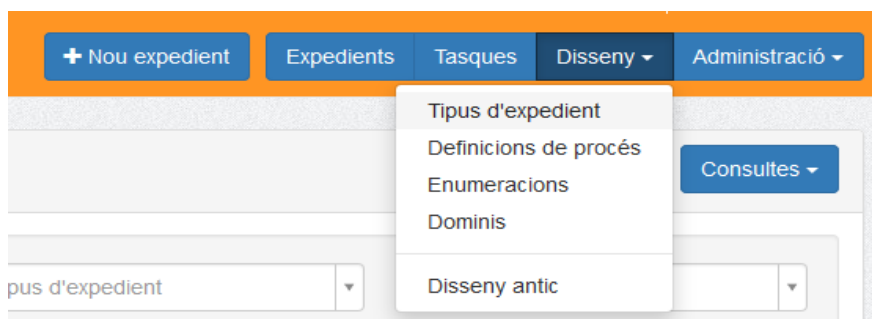 Nou expedient Expedients Tasques Disseny Administració
Tipus d'expedient
Definicions de procés
Consultes
Enumeracions
Dominis
pus d'expedient
Disseny antic